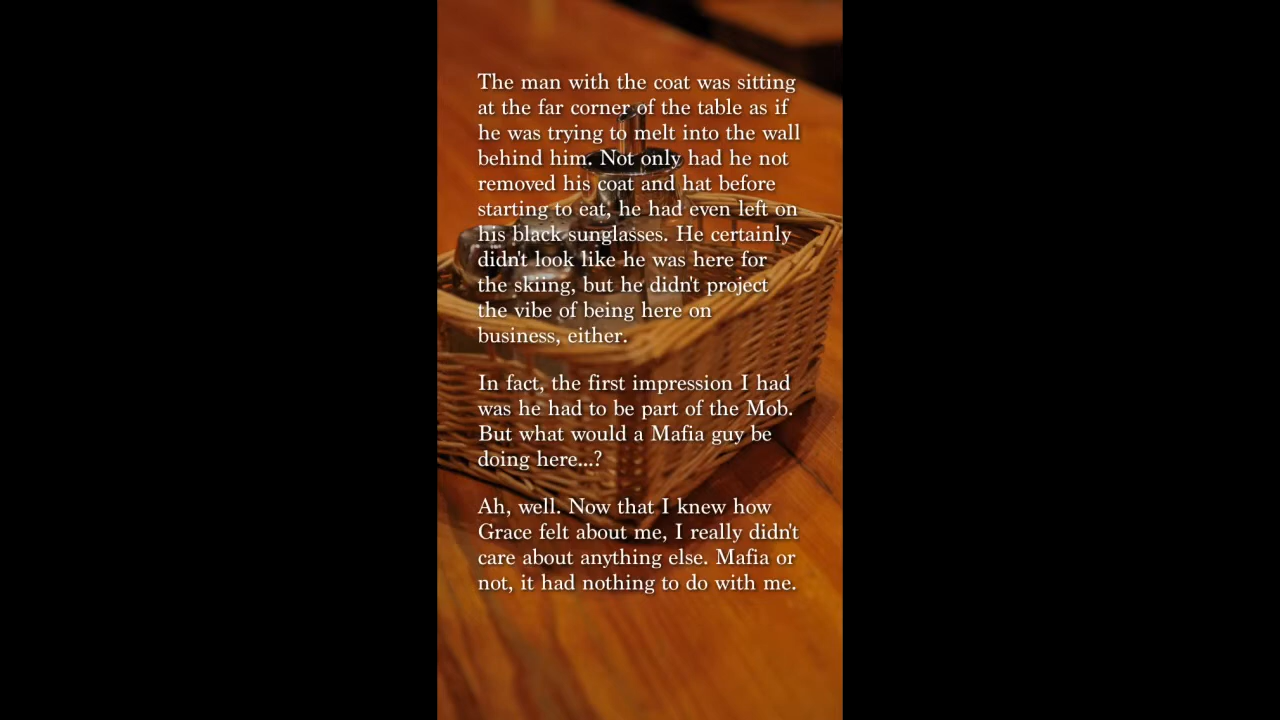 The man with the coat was sitting
at the far corner of the table as if
he was trying to melt into the wall
behind him. Not only had he not
removed his coat and hat before
starting to eat, he had even left on
his black sunglasses. He certainly
didn't look like he was here for
the skiing, but he didn't project
the vibe of being here on
business, either.
In fact, the first impression I had
was he had to be part of the Mob.
But what would a Mafia guy be
doing here...?
Ah, well. Now that I knew how
Grace felt about me, I really didn't
care about anything else. Mafia or
not, it had nothing to do with me.